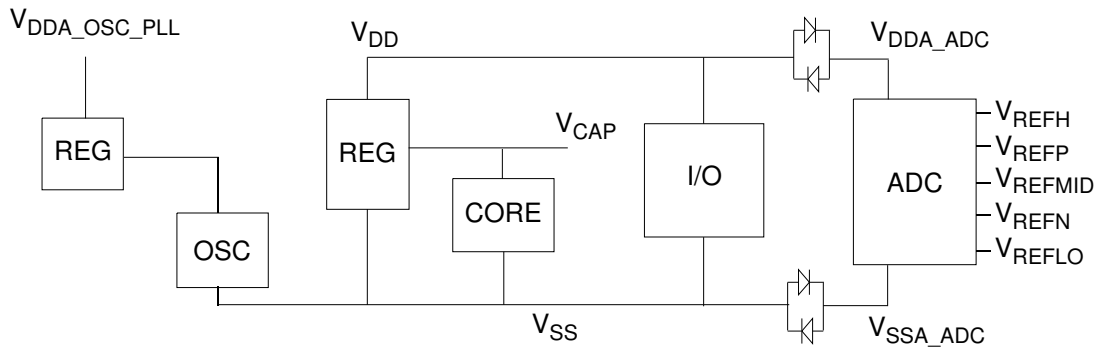 VDDA_OSC_PLL
VDD
VDDA_ADC
REG
REG
VCAP
I/O
ADC
VREFH
VREFP
VREFMID
VREFN
VREFLO
CORE
OSC
VSS
VSSA_ADC